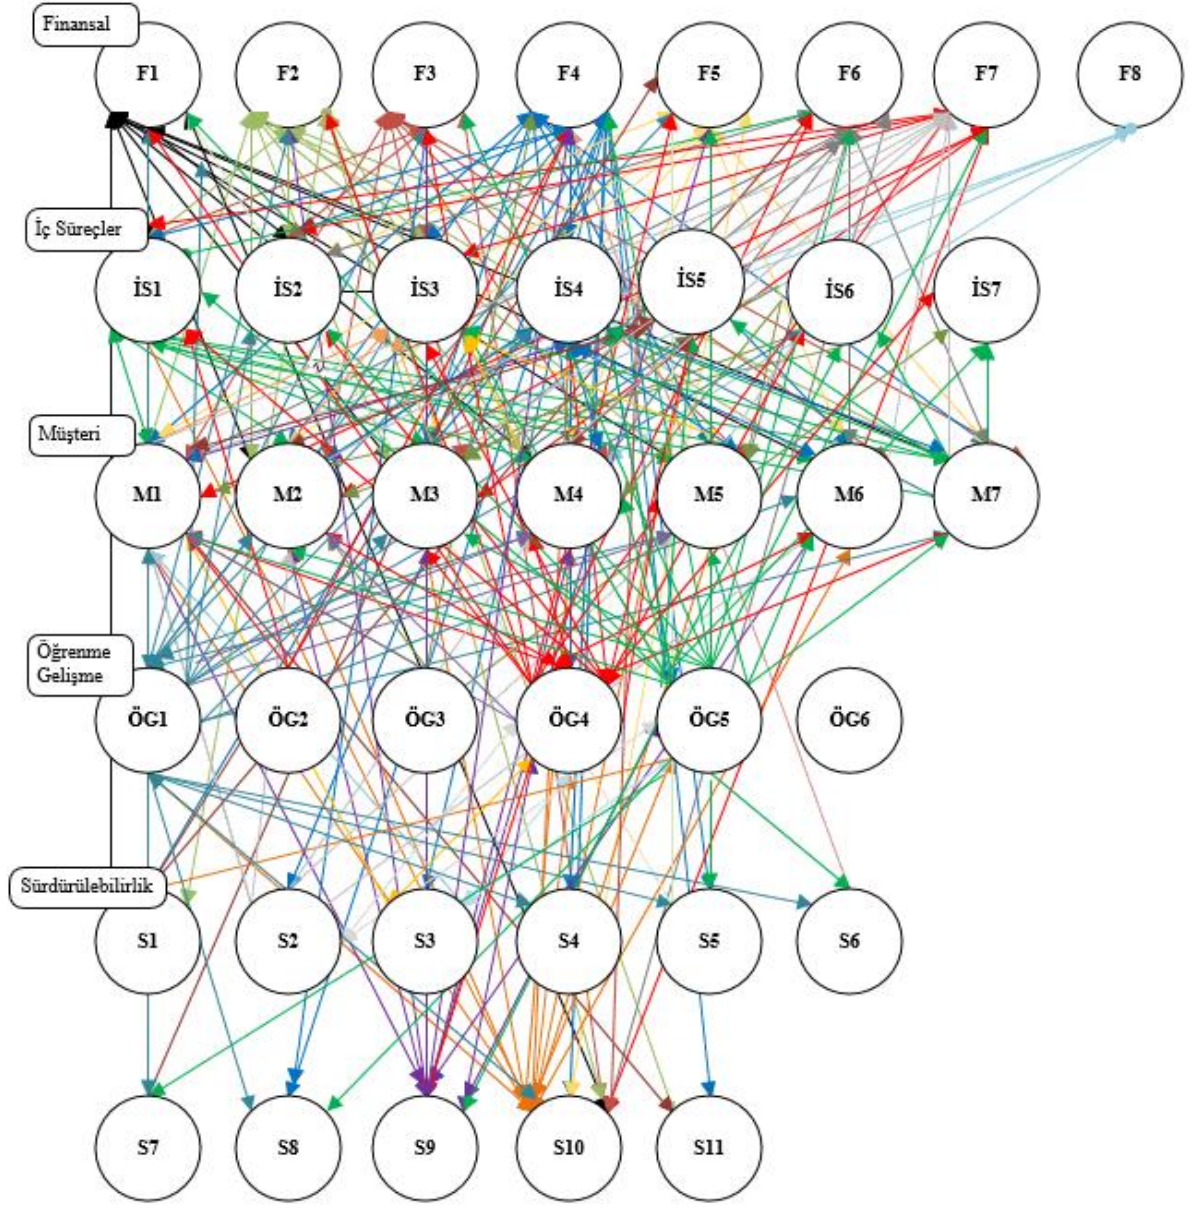 Finansal
F1 F2 F3 F4 F5 F6 F7 F8
İç Süreçler
İS1 İS2 İS3 İS4 İS5 İS6 İS7
Müşteri
M1 M2 M3 M4 M5 M6 M7
Öğrenme
Gelişme
ÖG1 ÖG2 ÖG3 ÖG4 ÖG5 ÖG6
Sürdürülebilirlik
S1 S2 S3 S4 S5 S6
S7 S8 S9 S10 S11